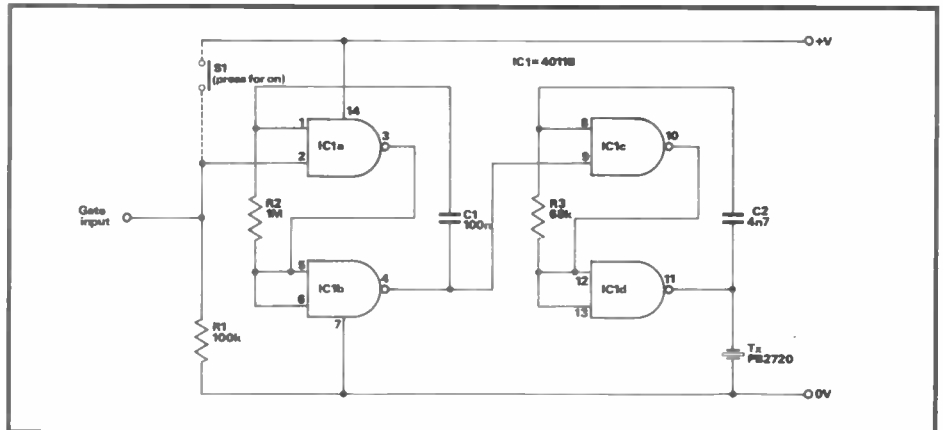 +V
S1
(press for on)
IC1 = 4011B
14
1
IC1a
3
2
8
IC1c
10
9
Gate
input
R2
1M
C1
100n
R3
68k
C2
4n7
5
IC1b
4
6
7
12
IC1d
11
13
R1
100k
Tx
PB2720
0V